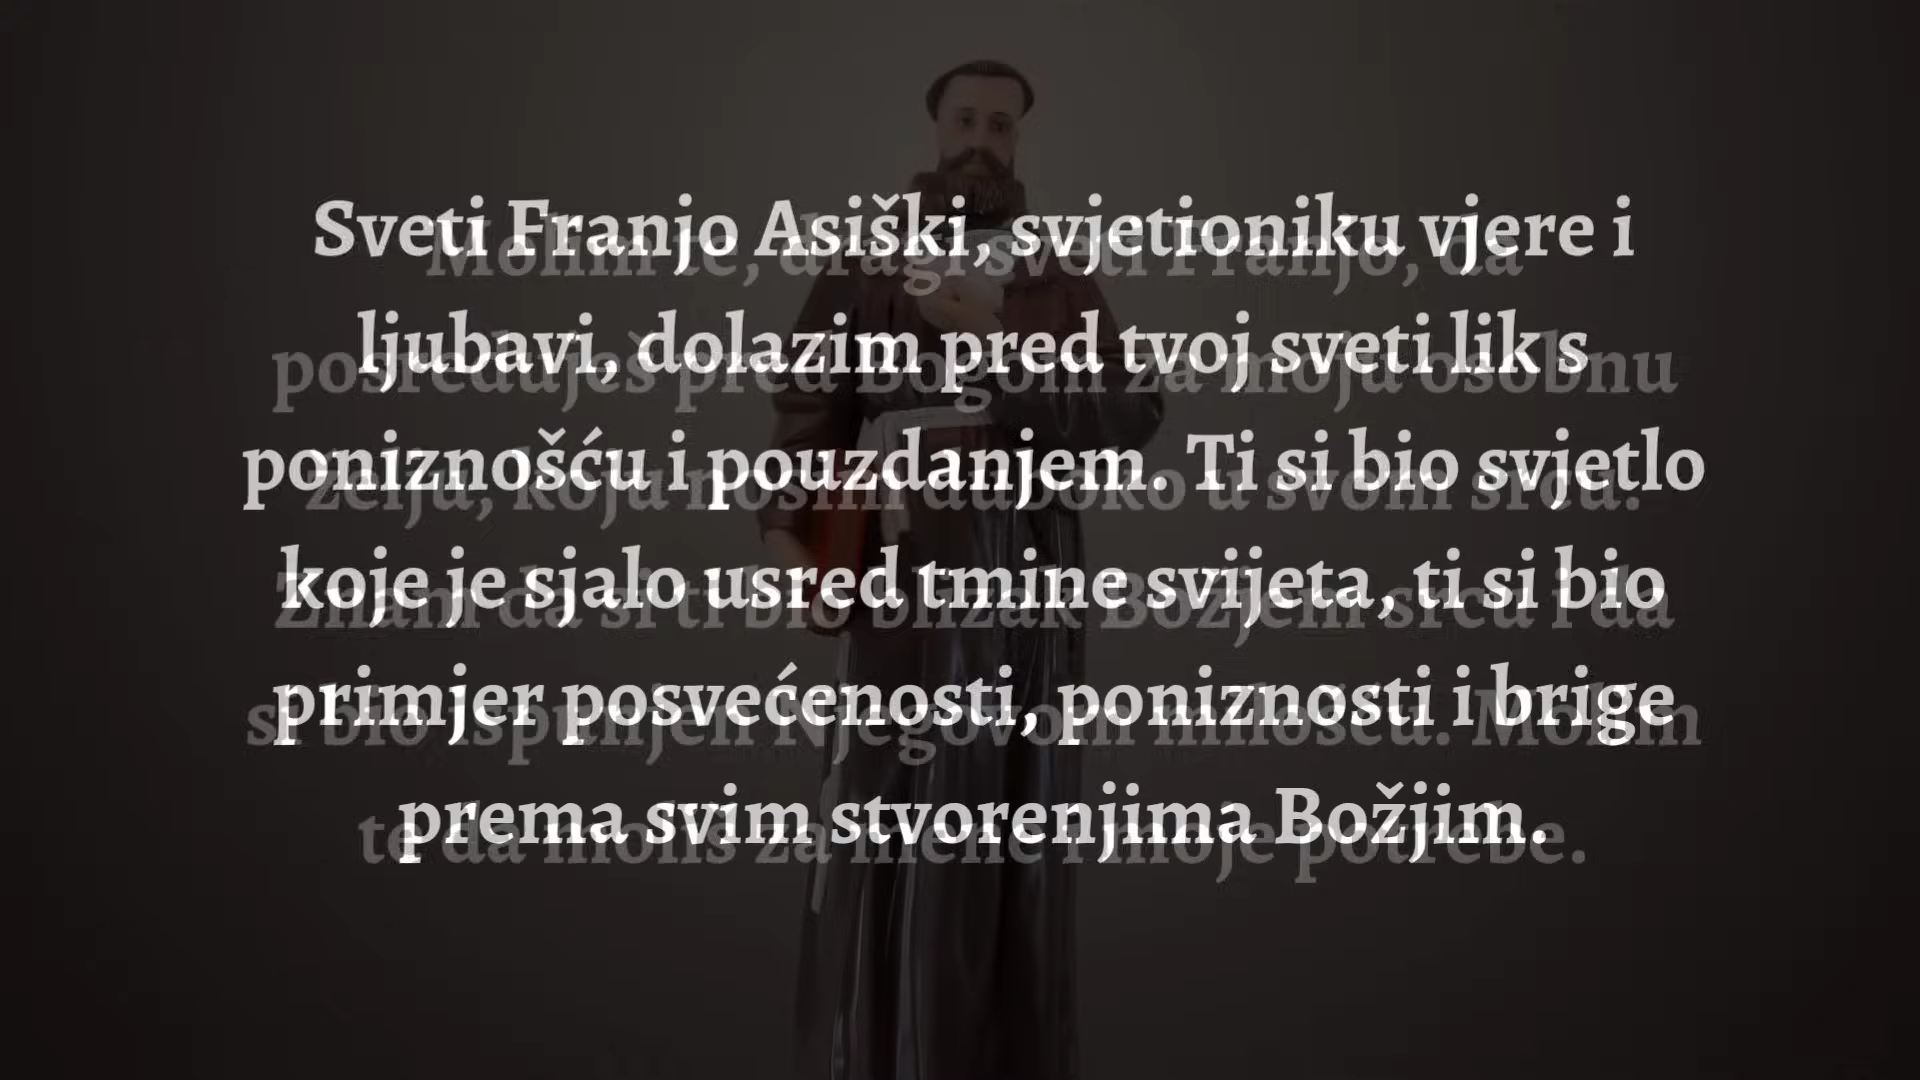 Sveti Franjo Asiški, svjetioniku vjere i
ljubavi, dolazim pred tvoj sveti lik s
poniznošću i pouzdanjem. Ti si bio svjetlo
koje je sjalo usred tmine svijeta, ti si bio
primjer posvećenosti, poniznosti i brige
prema svim stvorenjima Božjim.
Molim te, dragi sveti Franjo, da
posreduješ pred Bogom za moju osobnu
želju, koju nosim duboko u svom srcu.
Znam da si ti bio blizak Božjem srcu i da
si bio ispunjen Njegovom milošću. Molim
te da moliš za mene i moje potrebe.